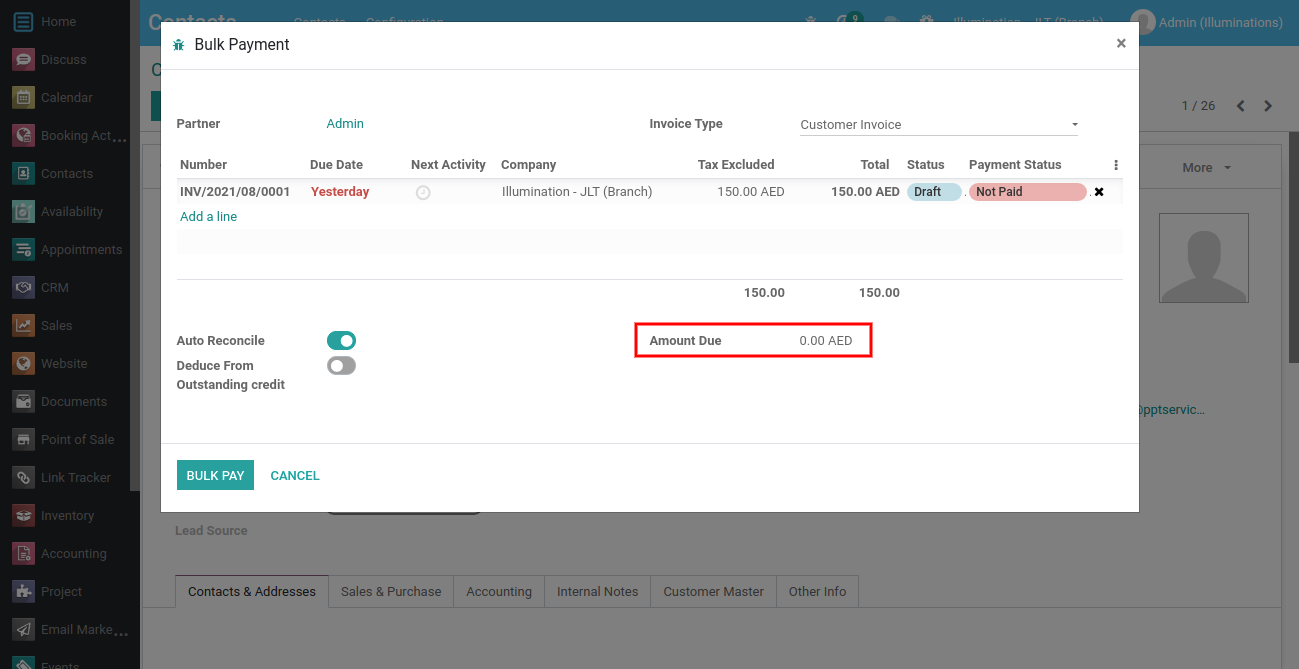 Home
Contacts
Contacts Configuration
9
Illumination - JLT (Branch)
Admin (Illuminations)
Bulk Payment
×
Discuss
Calendar
Booking Act...
Contacts
Availability
Appointments
CRM
Sales
Website
Documents
Point of Sale
Link Tracker
Inventory
Accounting
Project
Email Marke...
Events
1 / 26
More
Partner Admin Invoice Type Customer Invoice
Number Due Date Next Activity Company Tax Excluded Total Status Payment Status
INV/2021/08/0001 Yesterday Illumination - JLT (Branch) 150.00 AED 150.00 AED Draft Not Paid
Add a line
150.00 150.00
Auto Reconcile Amount Due 0.00 AED
Deduce From
Outstanding credit
@pptservic...
BULK PAY CANCEL
Lead Source
Contacts & Addresses Sales & Purchase Accounting Internal Notes Customer Master Other Info